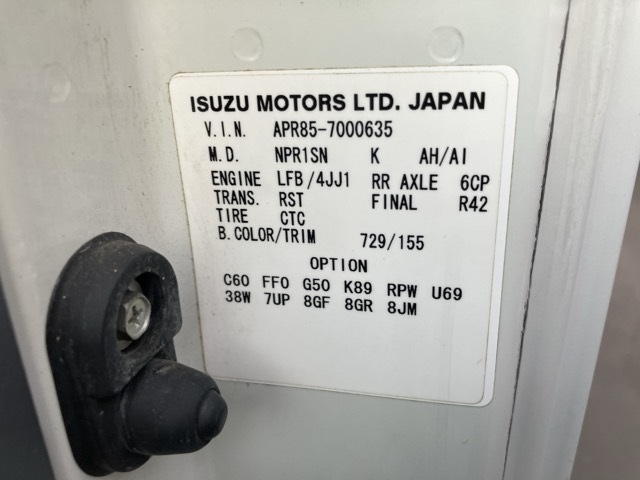 ISUZU MOTORS LTD. JAPAN
V.I.N. APR85-7000635
M.D. NPR1SN K AH/AI
ENGINE LFB/4JJ1 RR AXLE 6CP
TRANS. RST FINAL R42
TIRE CTC
B.COLOR/TRIM 729/155
OPTION
C60 FF0 G50 K89 RPW U69
38W 7UP 8GF 8GR 8JM